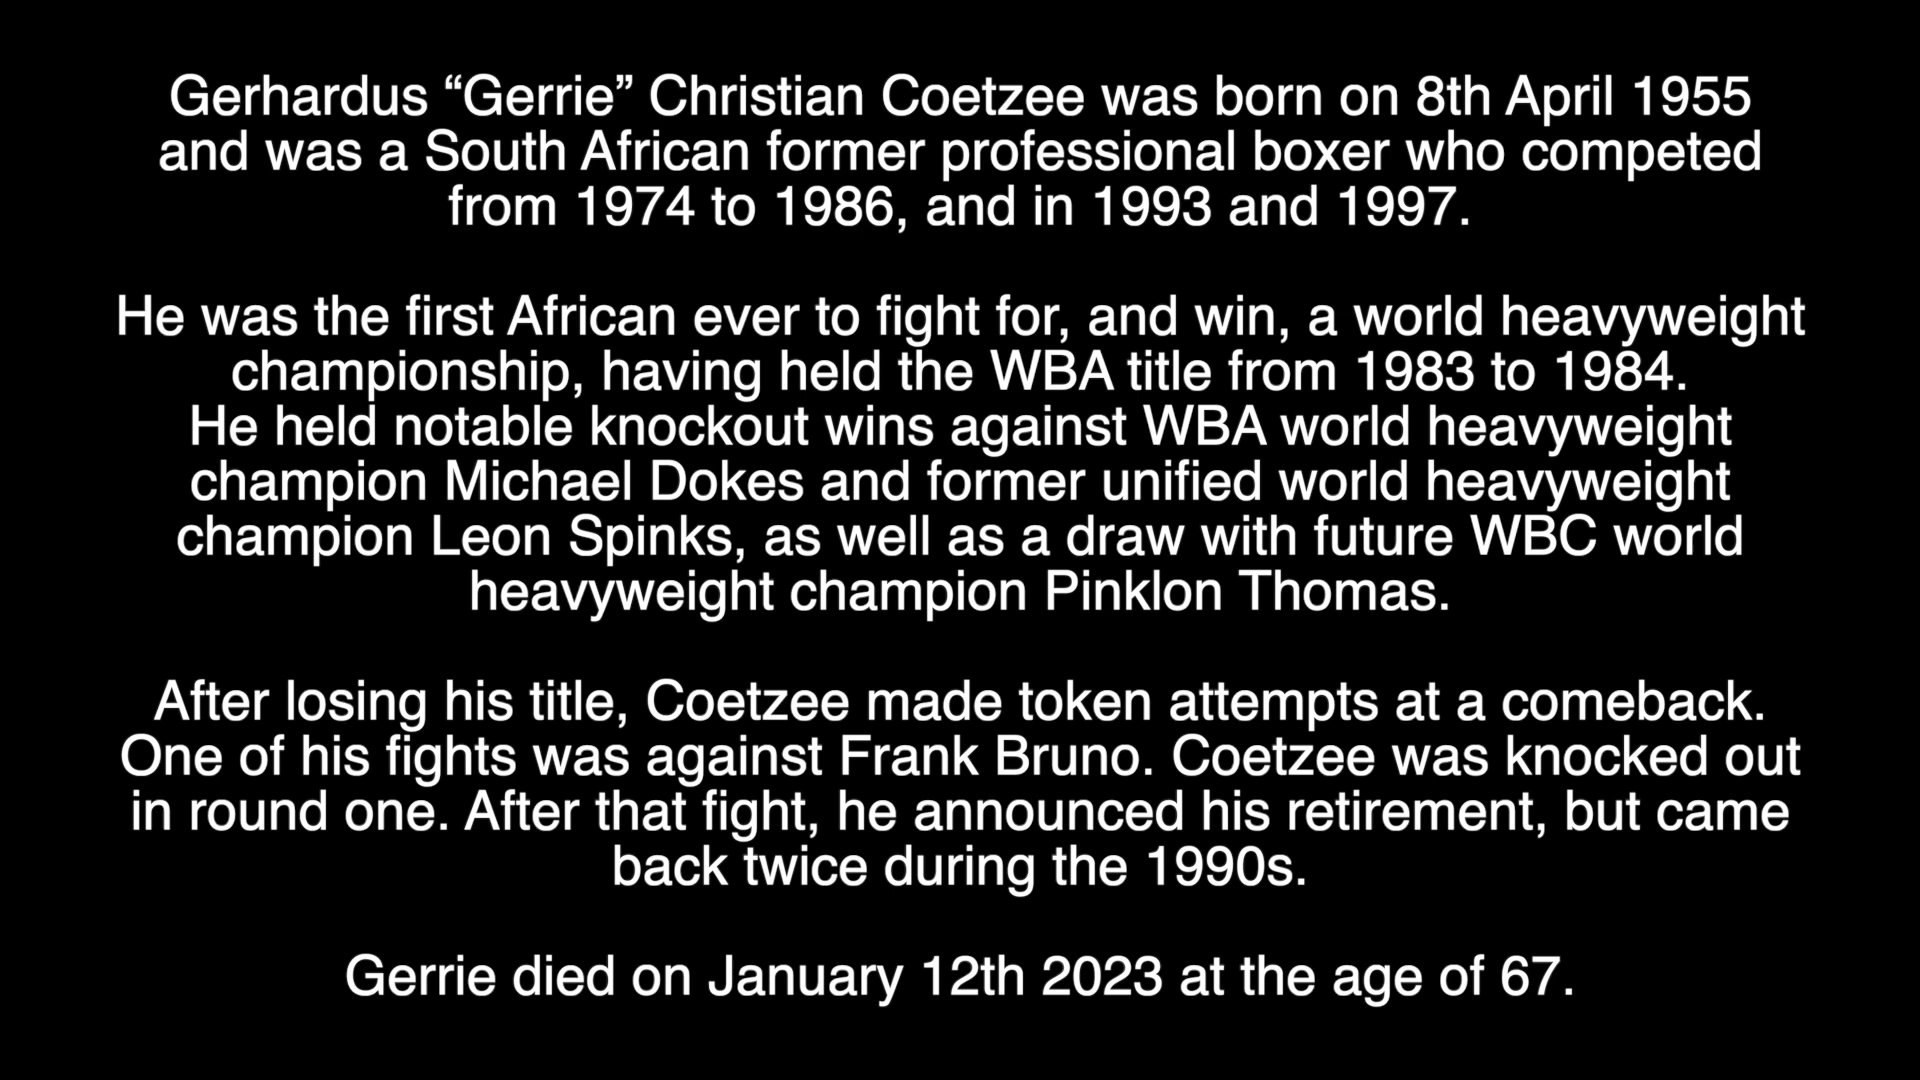 Gerhardus “Gerrie” Christian Coetzee was born on 8th April 1955
and was a South African former professional boxer who competed
from 1974 to 1986, and in 1993 and 1997.
He was the first African ever to fight for, and win, a world heavyweight
championship, having held the WBA title from 1983 to 1984.
He held notable knockout wins against WBA world heavyweight
champion Michael Dokes and former unified world heavyweight
champion Leon Spinks, as well as a draw with future WBC world
heavyweight champion Pinklon Thomas.
After losing his title, Coetzee made token attempts at a comeback.
One of his fights was against Frank Bruno. Coetzee was knocked out
in round one. After that fight, he announced his retirement, but came
back twice during the 1990s.
Gerrie died on January 12th 2023 at the age of 67.